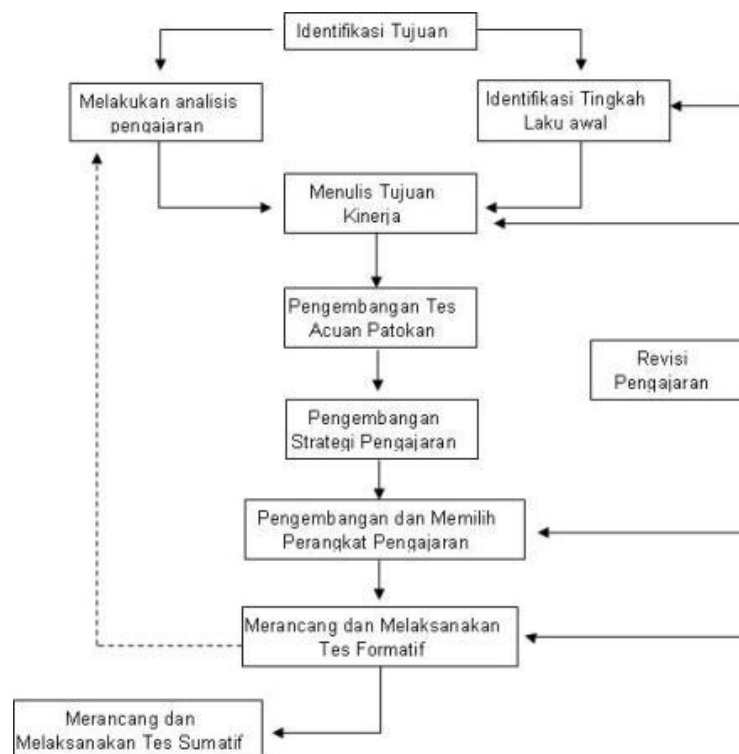 Identifikasi Tujuan
Melakukan analisis
pengajaran
Identifikasi Tingkah
Laku awal
Menulis Tujuan
Kinerja
Pengembangan Tes
Acuan Patokan
Revisi
Pengajaran
Pengembangan
Strategi Pengajaran
Pengembangan dan Memilih
Perangkat Pengajaran
Merancang dan Melaksanakan
Tes Formatif
Merancang dan
Melaksanakan Tes Sumatif